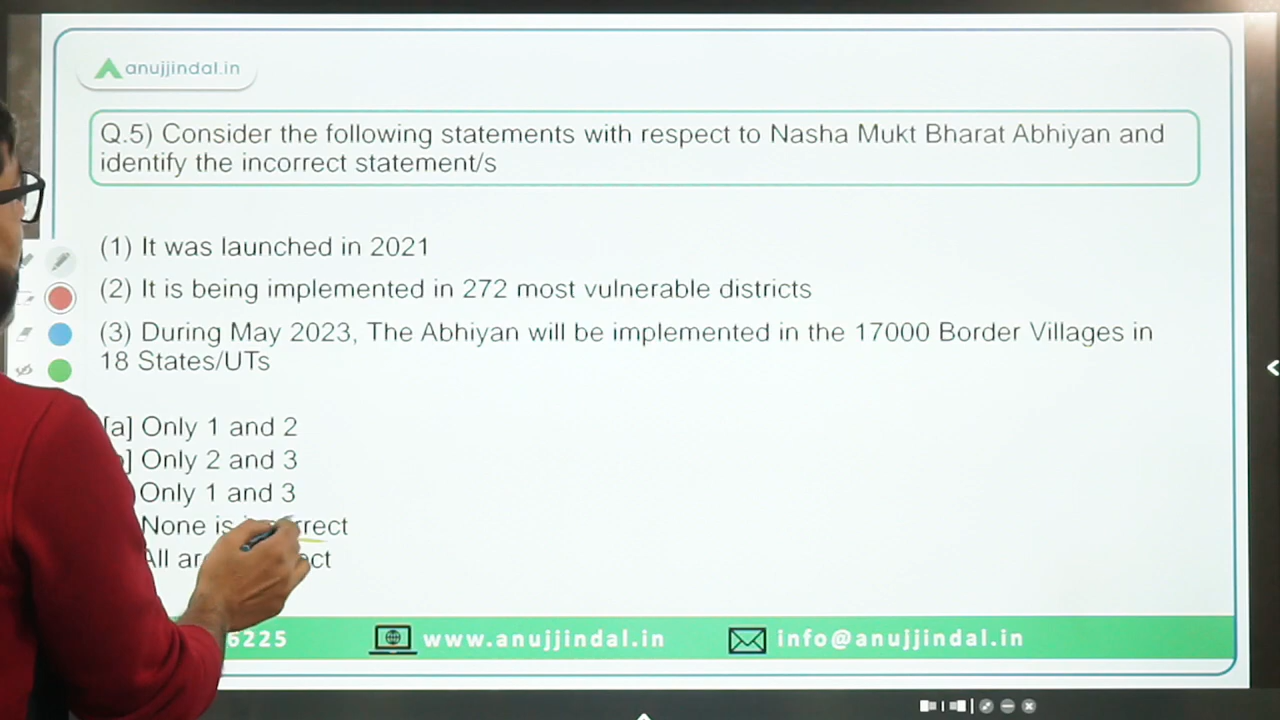 anujjindal.in
Q.5) Consider the following statements with respect to Nasha Mukt Bharat Abhiyan and
identify the incorrect statement/s
(1) It was launched in 2021
(2) It is being implemented in 272 most vulnerable districts
(3) During May 2023, The Abhiyan will be implemented in the 17000 Border Villages in
18 States/UTs
[a] Only 1 and 2
] Only 2 and 3
Only 1 and 3
None is
All
6225 www.anujjindal.in info@anujjindal.in